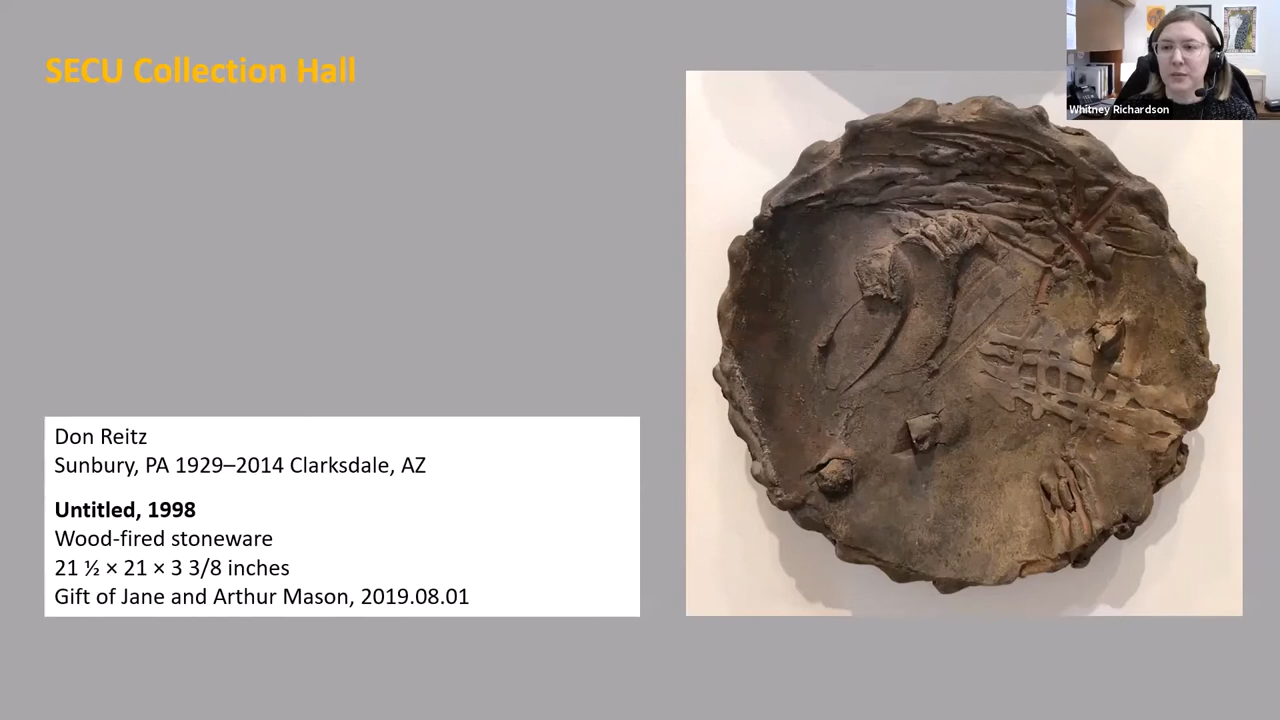 SECU Collection Hall
Whitney Richardson
Don Reitz
Sunbury, PA 1929–2014 Clarksdale, AZ
Untitled, 1998
Wood-fired stoneware
21 ½ × 21 × 3 3/8 inches
Gift of Jane and Arthur Mason, 2019.08.01